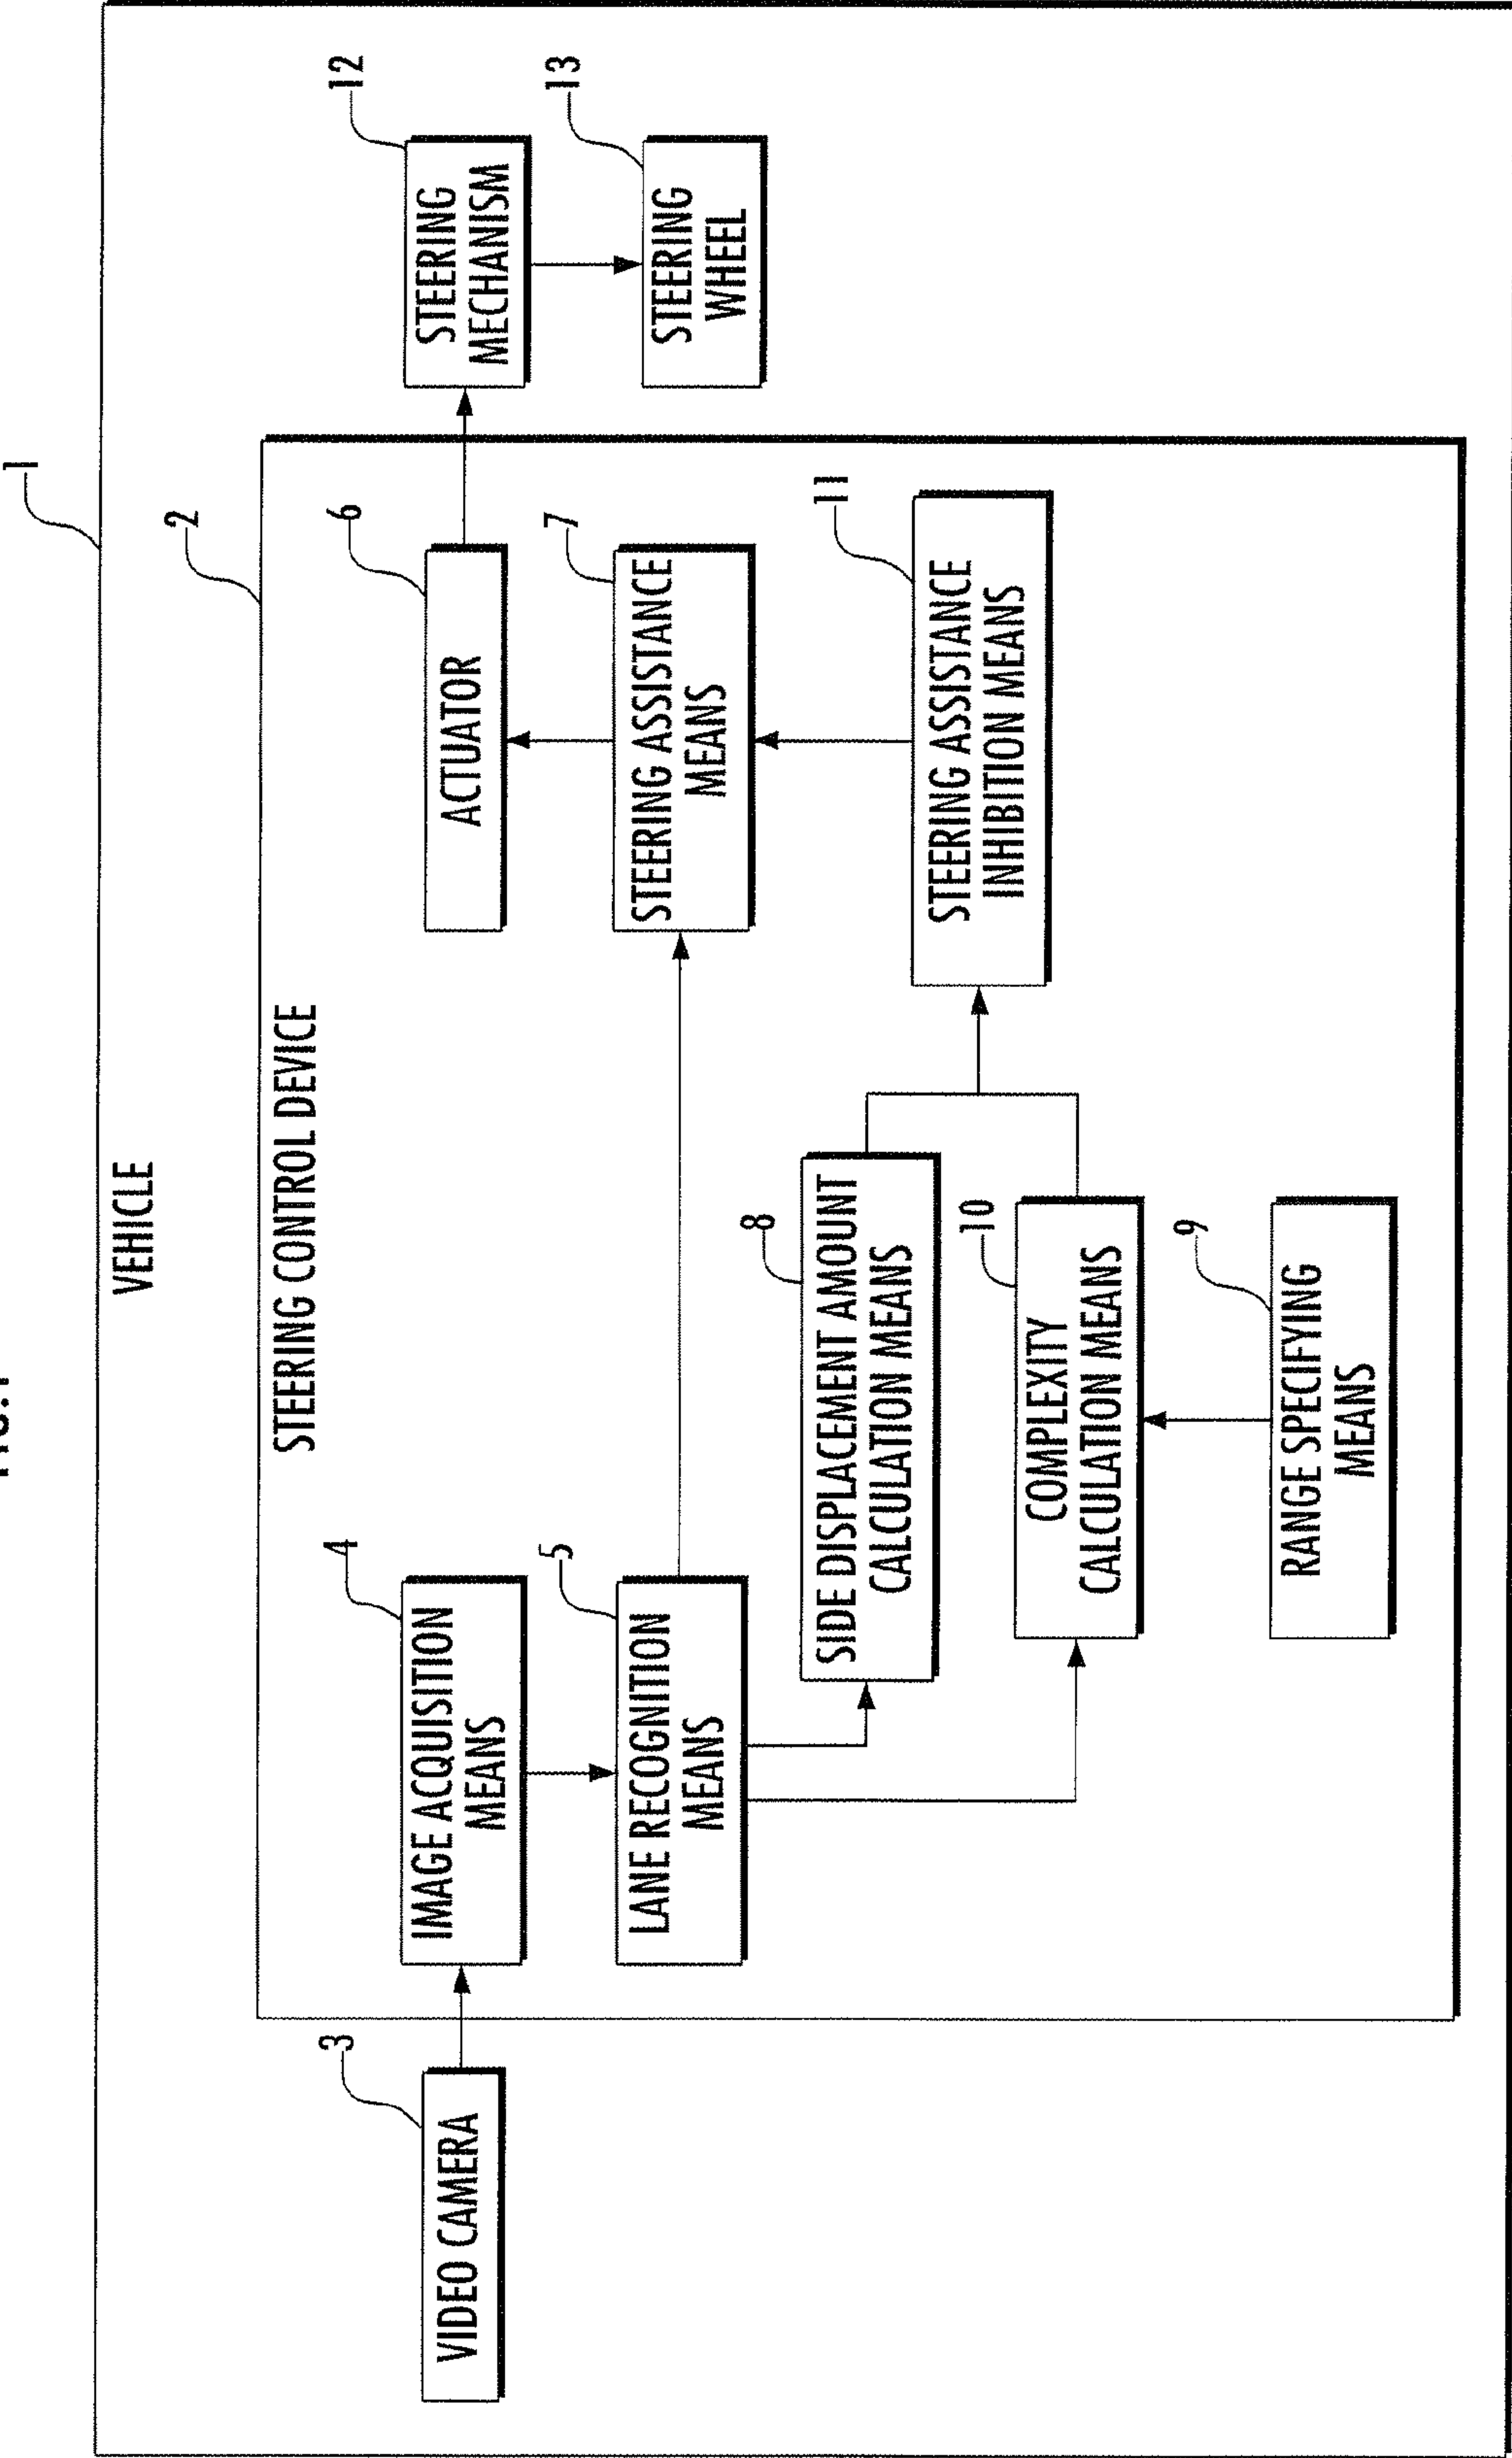 1
VEHICLE
2
STEERING CONTROL DEVICE
3
VIDEO CAMERA
4
IMAGE ACQUISITION
MEANS
6
ACTUATOR
12
STEERING
MECHANISM
5
LANE RECOGNITION
MEANS
7
STEERING ASSISTANCE
MEANS
13
STEERING
WHEEL
8
SIDE DISPLACEMENT AMOUNT
CALCULATION MEANS
11
STEERING ASSISTANCE
INHIBITION MEANS
10
COMPLEXITY
CALCULATION MEANS
9
RANGE SPECIFYING
MEANS